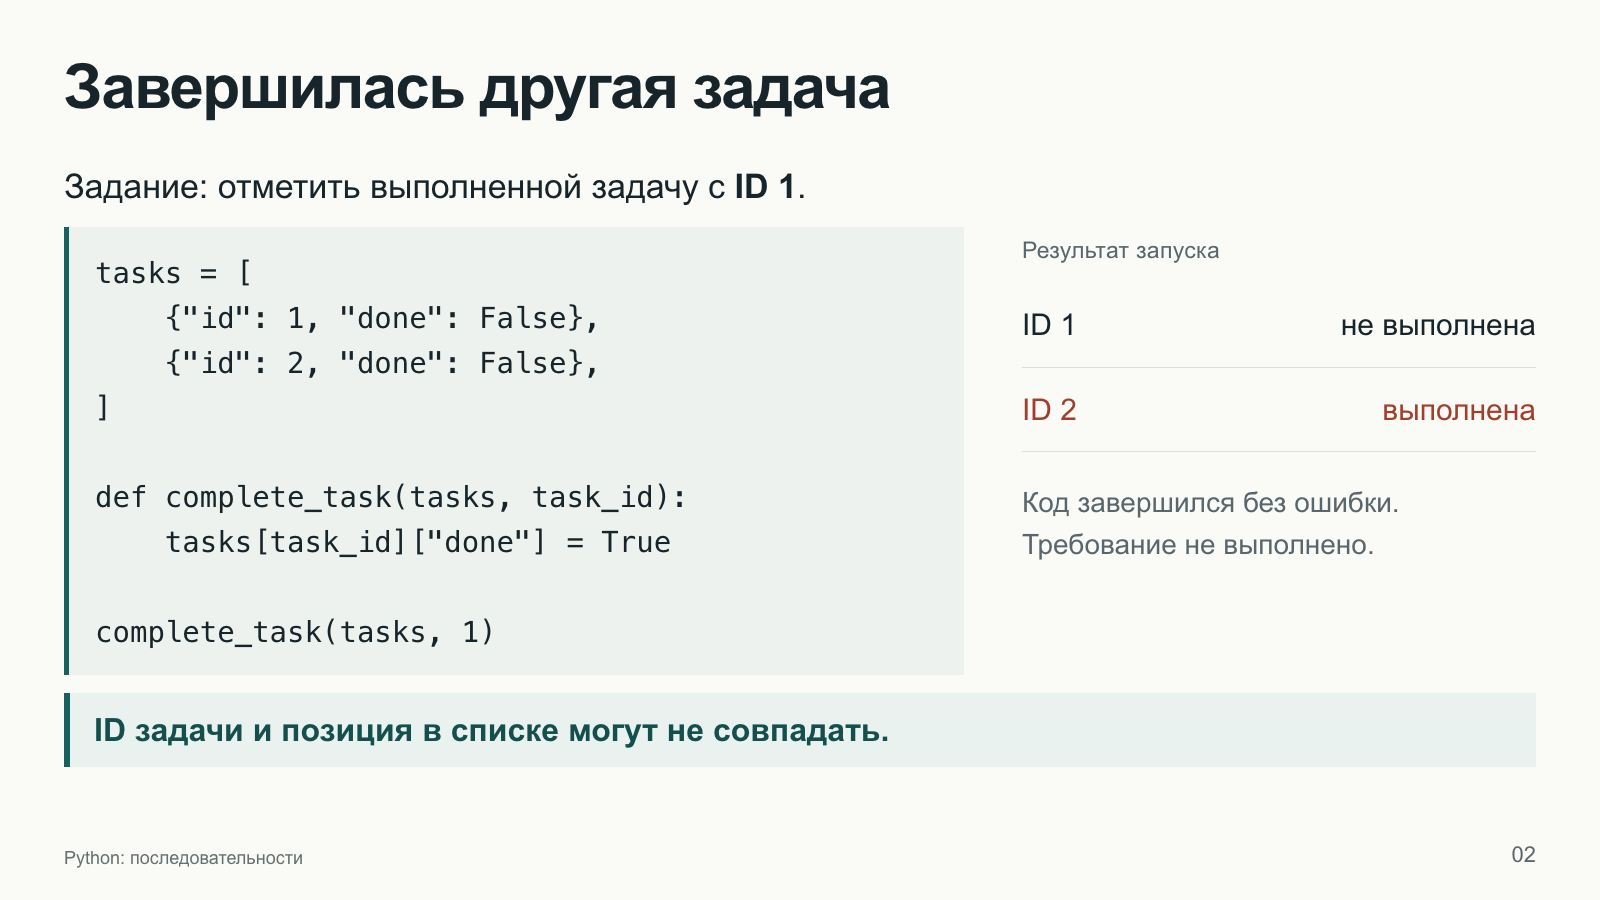 Завершилась другая задача
Задание: отметить выполненной задачу с ID 1.
tasks = [
    {"id": 1, "done": False},
    {"id": 2, "done": False},
]
def complete_task(tasks, task_id):
    tasks[task_id]["done"] = True
complete_task(tasks, 1)
Результат запуска
ID 1 не выполнена
ID 2 выполнена
Код завершился без ошибки.
Требование не выполнено.
ID задачи и позиция в списке могут не совпадать.
Python: последовательности
02